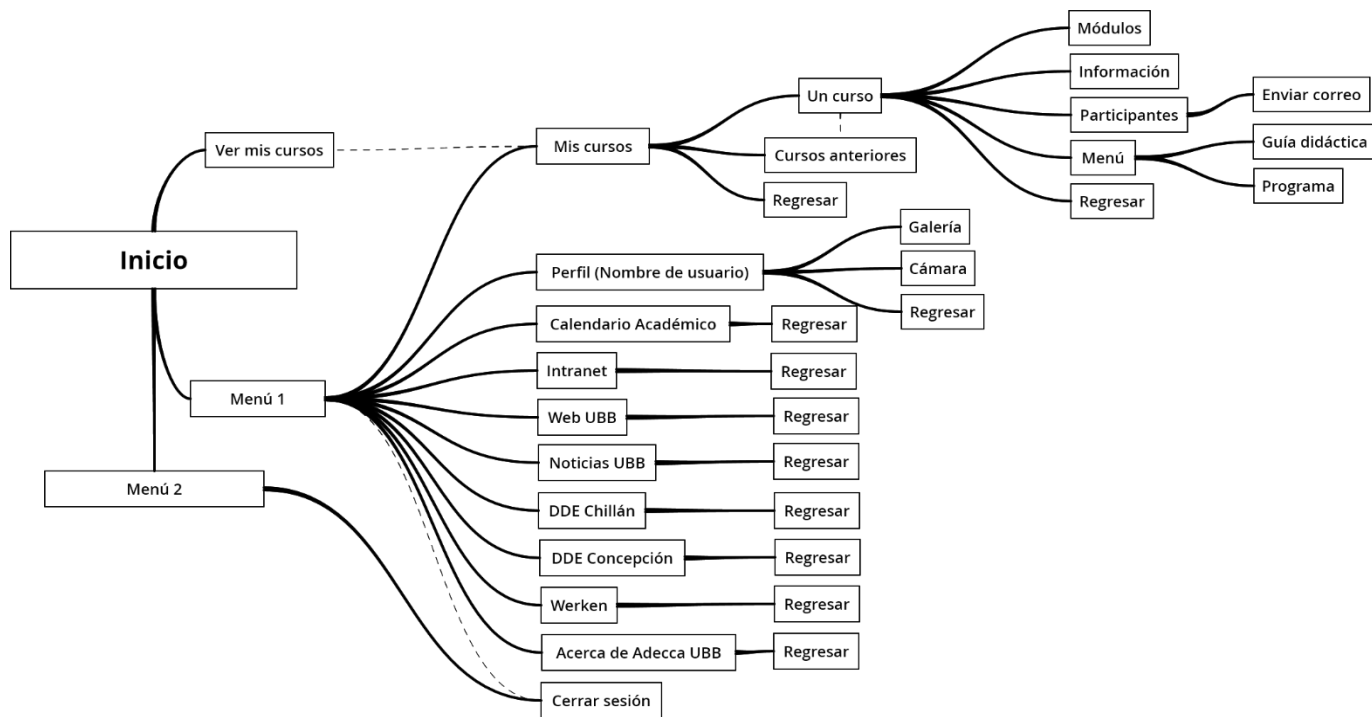 Inicio
Ver mis cursos
Menú 1
Menú 2
Mis cursos
Un curso
Módulos
Información
Participantes
Enviar correo
Menú
Guía didáctica
Programa
Regresar
Cursos anteriores
Regresar
Perfil (Nombre de usuario)
Galería
Cámara
Regresar
Calendario Académico
Regresar
Intranet
Regresar
Web UBB
Regresar
Noticias UBB
Regresar
DDE Chillán
Regresar
DDE Concepción
Regresar
Werken
Regresar
Acerca de Adecca UBB
Regresar
Cerrar sesión